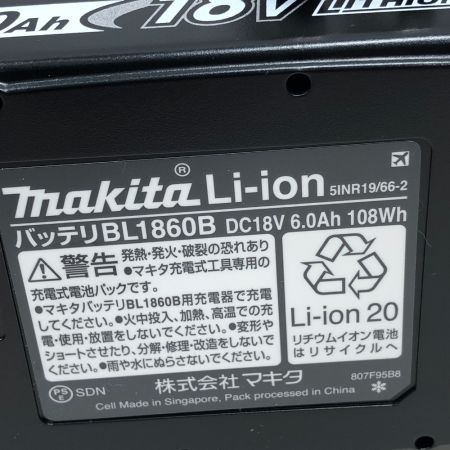 0Ah 18V LITHIUM
makita® Li-ion 5INR19/66-2
バッテリBL1860B DC18V 6.0Ah 108Wh
⚠警告 発熱・発火・破裂の恐れあり
●マキタ充電式工具専用の
充電式電池パックです。
●マキタバッテリBL1860B用充電器で充電
してください。●火中投入、加熱、高温での充
電・使用・放置をしないでください。●変形や
ショートさせたり、分解・修理・改造をしないで
ください。●雨や水にぬらさないでください。
Li-ion 20
リチウムイオン電池
はリサイクルへ
PS E SDN 株式会社 マキタ 807F95B8
Cell Made in Singapore, Pack processed in China